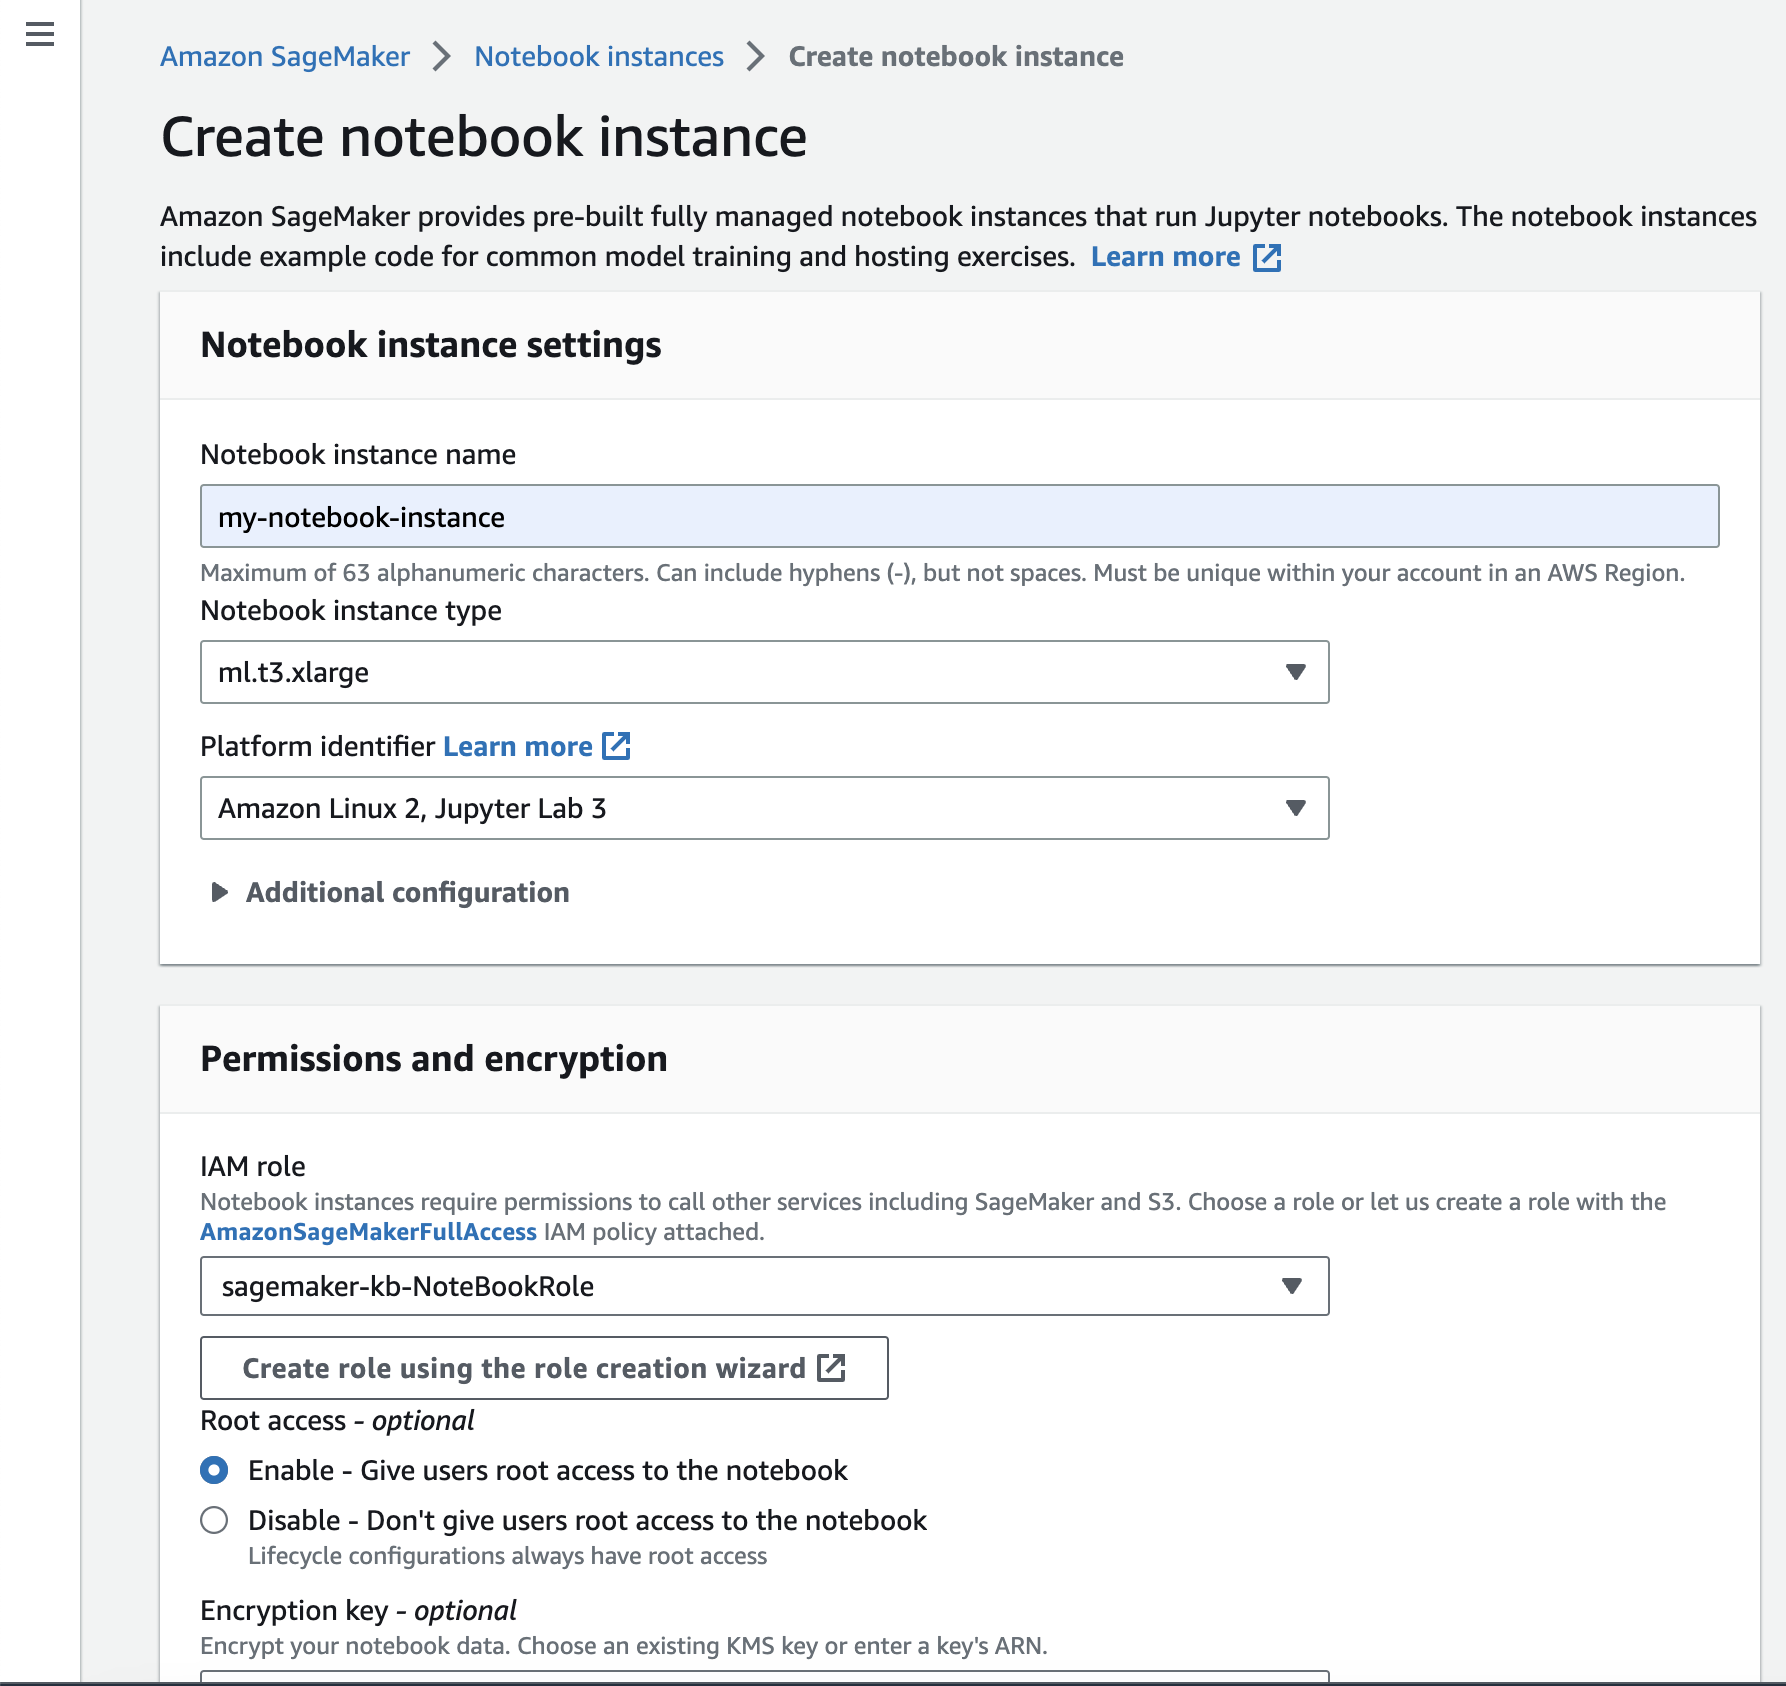 Amazon SageMaker > Notebook instances > Create notebook instance
Create notebook instance
Amazon SageMaker provides pre-built fully managed notebook instances that run Jupyter notebooks. The notebook instances
include example code for common model training and hosting exercises. Learn more
Notebook instance settings
Notebook instance name
my-notebook-instance
Maximum of 63 alphanumeric characters. Can include hyphens (-), but not spaces. Must be unique within your account in an AWS Region.
Notebook instance type
ml.t3.xlarge
Platform identifier Learn more
Amazon Linux 2, Jupyter Lab 3
Additional configuration
Permissions and encryption
IAM role
Notebook instances require permissions to call other services including SageMaker and S3. Choose a role or let us create a role with the
AmazonSageMakerFullAccess IAM policy attached.
sagemaker-kb-NoteBookRole
Create role using the role creation wizard
Root access - optional
Enable - Give users root access to the notebook
Disable - Don't give users root access to the notebook
Lifecycle configurations always have root access
Encryption key - optional
Encrypt your notebook data. Choose an existing KMS key or enter a key's ARN.